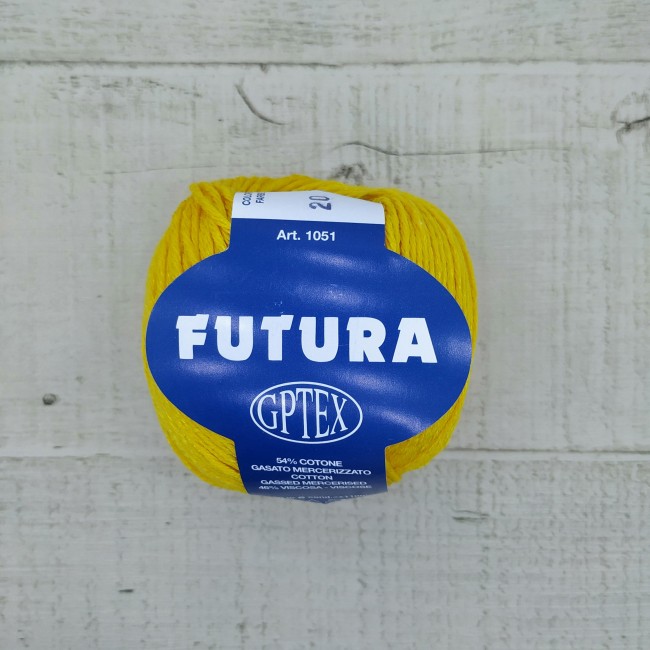 20
Art. 1051
FUTURA
GPTEX
54% COTONE
GASATO MERCERIZZATO
COTTON
GASSED MERCERISED
46% VISCOSA - VISCOSE